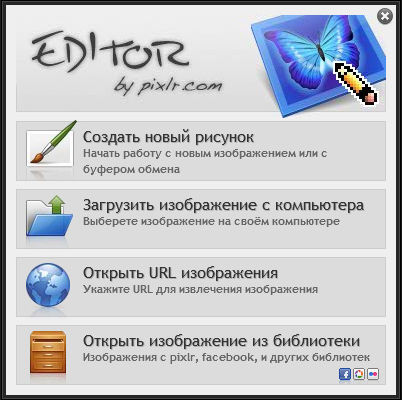 EDITOR
by pixlr.com
Создать новый рисунок
Начать работу с новым изображением или с
буфером обмена
Загрузить изображение с компьютера
Выберете изображение на своём компьютере
Открыть URL изображения
Укажите URL для извлечения изображения
Открыть изображение из библиотеки
Изображения с pixlr, facebook, и других библиотек